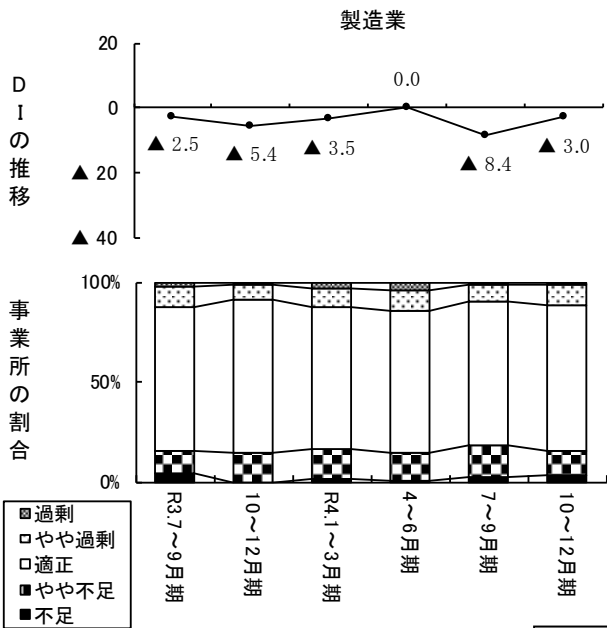 製造業
DIの推移
20
0
▲ 20
▲ 40
▲ 2.5
▲ 5.4
▲ 3.5
0.0
▲ 8.4
▲ 3.0
事業所の割合
100%
50%
0%
R3.7～9月期
10～12月期
R4.1～3月期
4～6月期
7～9月期
10～12月期
過剰
やや過剰
適正
やや不足
不足